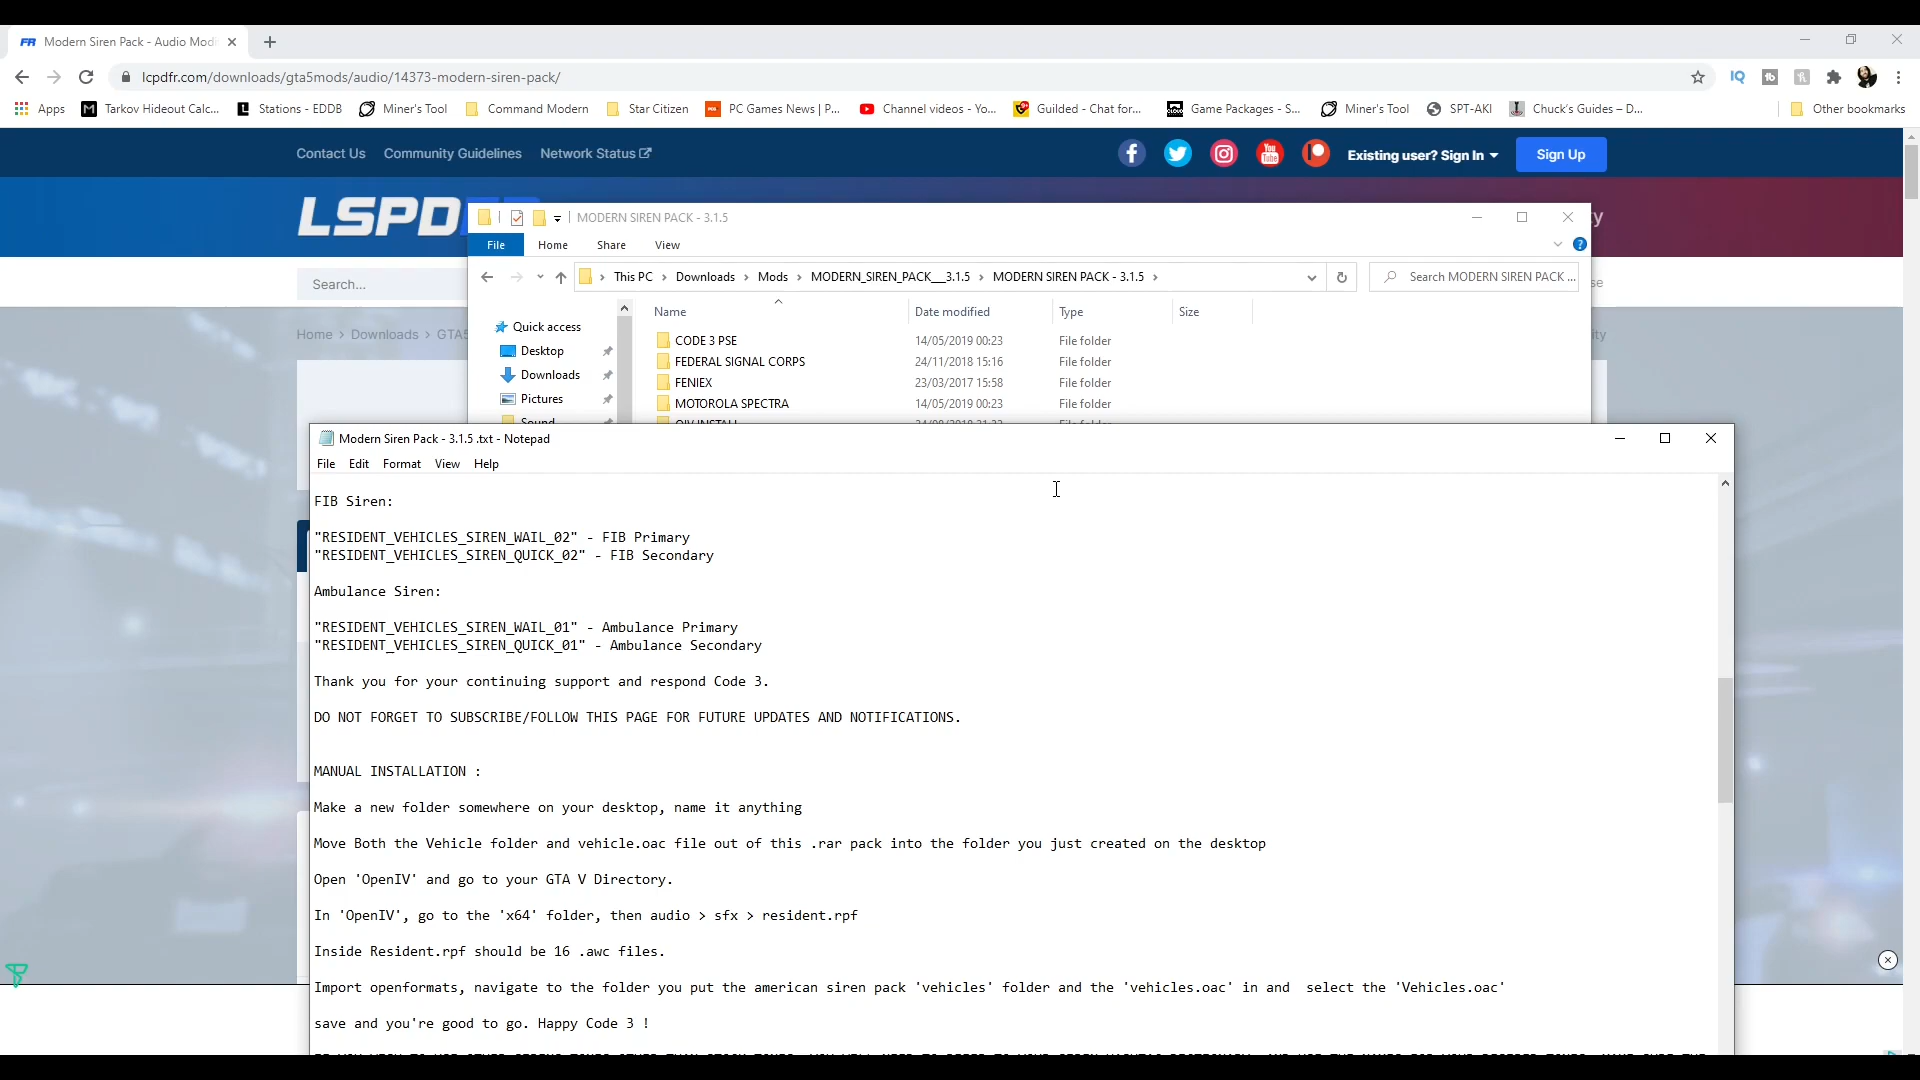 FR Modern Siren Pack - Audio Mod
lcpdfr.com/downloads/gta5mods/audio/14373-modern-siren-pack/
Apps
Tarkov Hideout Calc...
Stations - EDDB
Miner's Tool
Command Modern
Star Citizen
PC Games News | P...
Channel videos - Yo...
Guilded - Chat for...
Game Packages - S...
Miner's Tool
SPT-AKI
Chuck's Guides – D...
Other bookmarks
Contact Us
Community Guidelines
Network Status
Existing user? Sign In
Sign Up
LSPD
MODERN SIREN PACK - 3.1.5
File
Home
Share
View
This PC > Downloads > Mods > MODERN_SIREN_PACK__3.1.5 > MODERN SIREN PACK - 3.1.5 >
Search MODERN SIREN PACK ...
Search...
Home > Downloads > GTA5
Quick access
Desktop
Downloads
Pictures
Name
Date modified
Type
Size
CODE 3 PSE 14/05/2019 00:23 File folder
FEDERAL SIGNAL CORPS 24/11/2018 15:16 File folder
FENIEX 23/03/2017 15:58 File folder
MOTOROLA SPECTRA 14/05/2019 00:23 File folder
Modern Siren Pack - 3.1.5 .txt - Notepad
File Edit Format View Help
FIB Siren:
"RESIDENT_VEHICLES_SIREN_WAIL_02" - FIB Primary
"RESIDENT_VEHICLES_SIREN_QUICK_02" - FIB Secondary
Ambulance Siren:
"RESIDENT_VEHICLES_SIREN_WAIL_01" - Ambulance Primary
"RESIDENT_VEHICLES_SIREN_QUICK_01" - Ambulance Secondary
Thank you for your continuing support and respond Code 3.
DO NOT FORGET TO SUBSCRIBE/FOLLOW THIS PAGE FOR FUTURE UPDATES AND NOTIFICATIONS.
MANUAL INSTALLATION :
Make a new folder somewhere on your desktop, name it anything
Move Both the Vehicle folder and vehicle.oac file out of this .rar pack into the folder you just created on the desktop
Open 'OpenIV' and go to your GTA V Directory.
In 'OpenIV', go to the 'x64' folder, then audio > sfx > resident.rpf
Inside Resident.rpf should be 16 .awc files.
Import openformats, navigate to the folder you put the american siren pack 'vehicles' folder and the 'vehicles.oac' in and  select the 'Vehicles.oac'
save and you're good to go. Happy Code 3 !